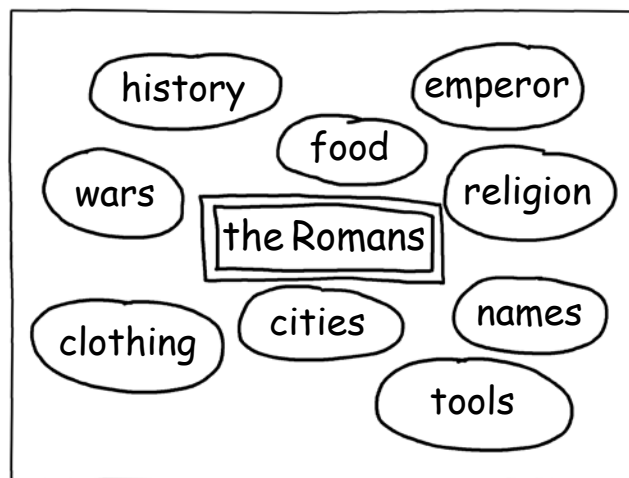 history
emperor
food
wars
religion
the Romans
names
cities
clothing
tools